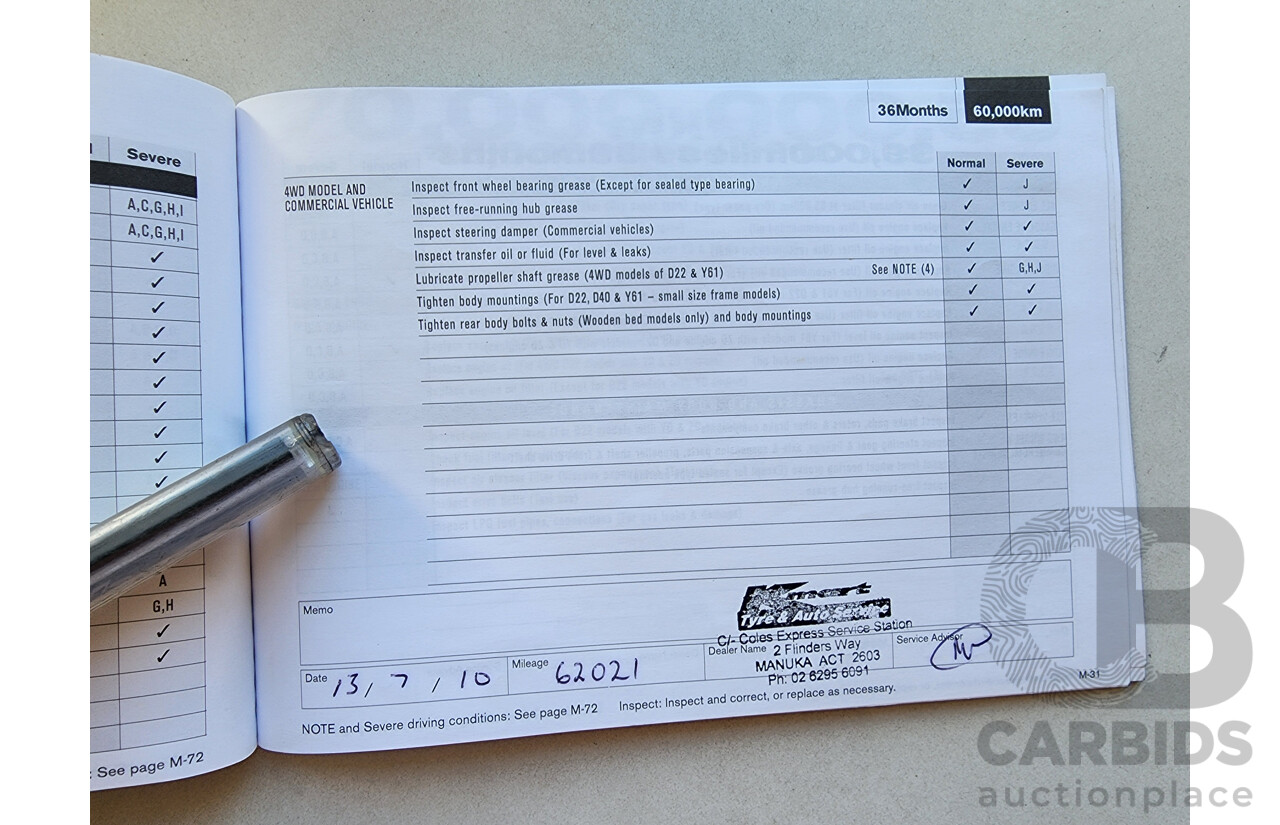 Severe
A,C,G,H,I
A,C,G,H,I
✓
✓
✓
✓
✓
✓
✓
✓
✓
✓
A
G,H
✓
✓
: See page M-72
36Months 60,000km
Normal Severe
4WD MODEL AND
COMMERCIAL VEHICLE
Inspect front wheel bearing grease (Except for sealed type bearing) ✓ J
Inspect free-running hub grease ✓ J
Inspect steering damper (Commercial vehicles) ✓ ✓
Inspect transfer oil or fluid (For level & leaks) ✓ ✓
Lubricate propeller shaft grease (4WD models of D22 & Y61) See NOTE (4) ✓ G,H,J
Tighten body mountings (For D22, D40 & Y61 – small size frame models) ✓ ✓
Tighten rear body bolts & nuts (Wooden bed models only) and body mountings ✓ ✓
Memo
Kmart
Tyre & Auto Service
C/- Coles Express Service Station
Date 13/7/10 Mileage 62021 Dealer Name 2 Flinders Way Service Advisor
MANUKA ACT 2603
Ph: 02 6295 6091
M-31
NOTE and Severe driving conditions: See page M-72 Inspect: Inspect and correct, or replace as necessary.
CARBIDS
auctionplace